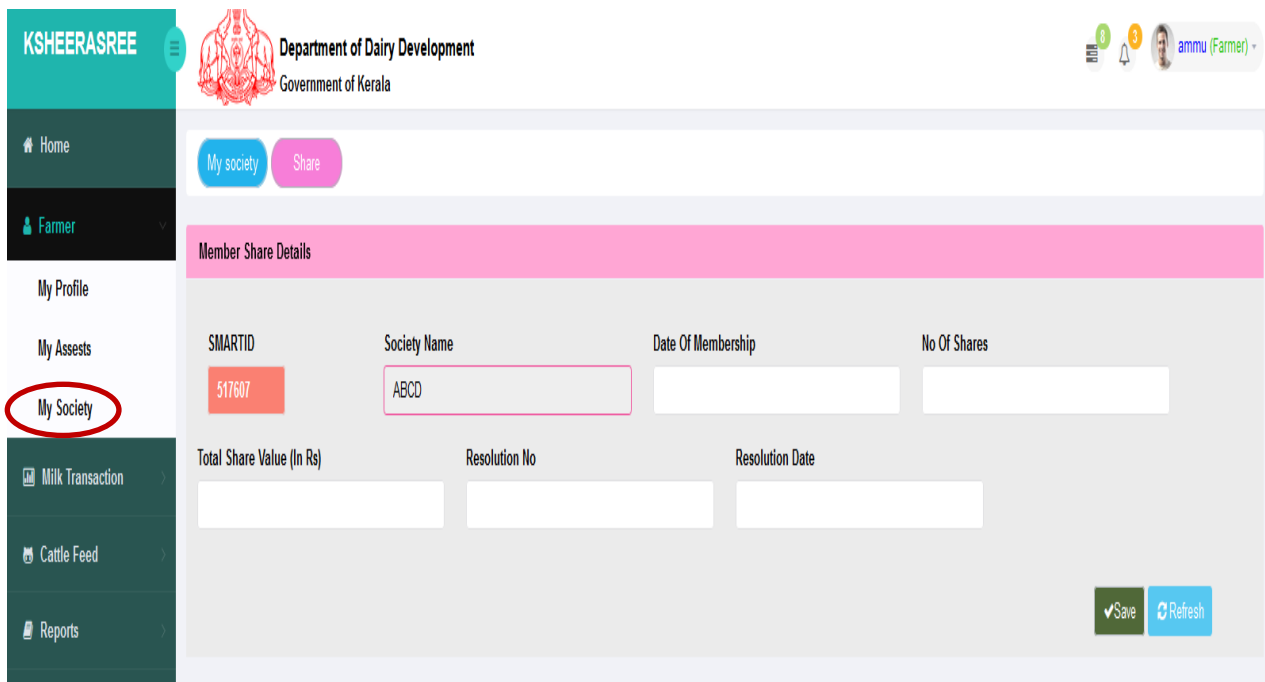 KSHEERASREE
Department of Dairy Development
Government of Kerala
8
3
ammu (Farmer)
Home
Farmer
My Profile
My Assests
My Society
Milk Transaction
Cattle Feed
Reports
My society
Share
Member Share Details
SMARTID
Society Name
Date Of Membership
No Of Shares
517607
ABCD
Total Share Value (In Rs)
Resolution No
Resolution Date
Save
Refresh